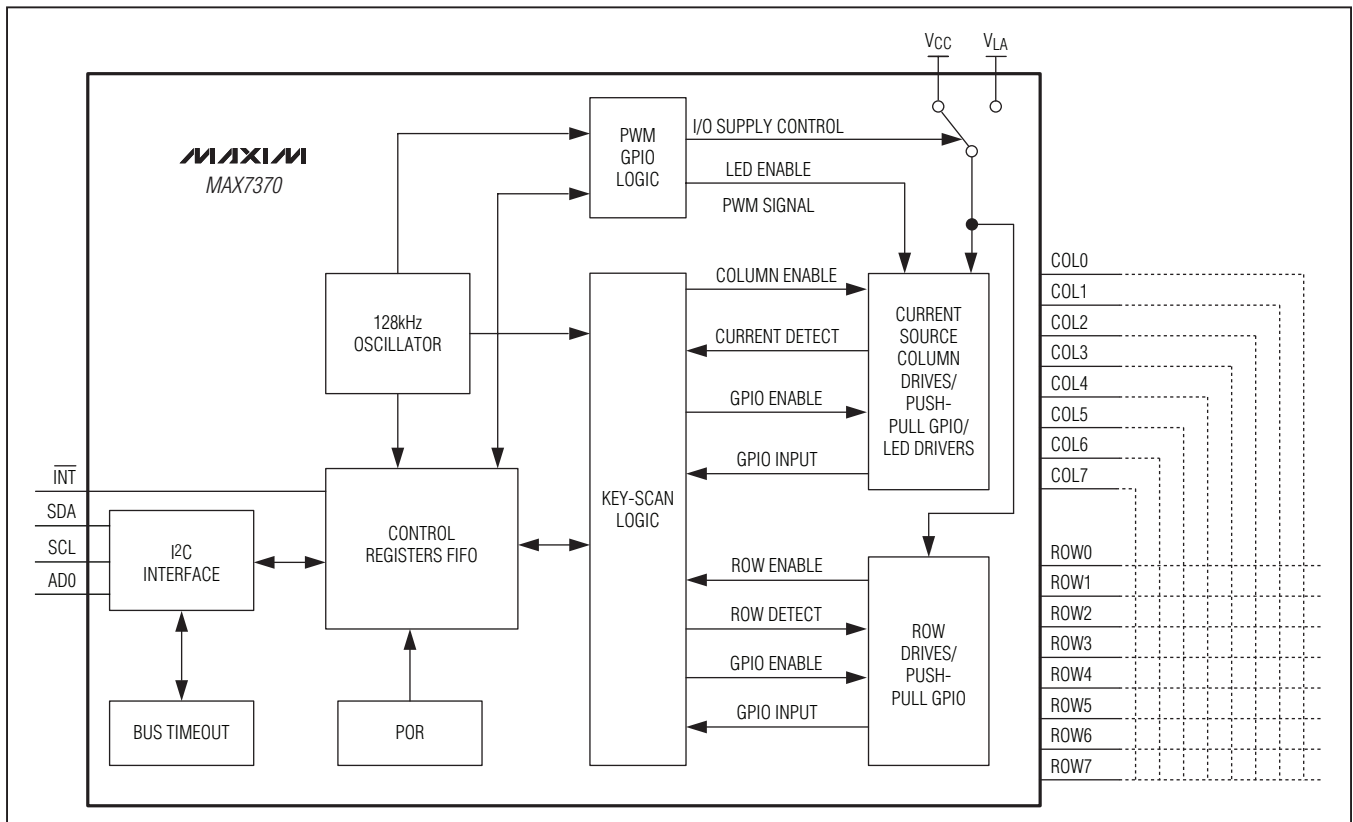 VCC
VLA
MAXIM
MAX7370
PWM
GPIO
LOGIC
I/O SUPPLY CONTROL
LED ENABLE
PWM SIGNAL
128kHz
OSCILLATOR
COLUMN ENABLE
CURRENT DETECT
GPIO ENABLE
GPIO INPUT
CURRENT
SOURCE
COLUMN
DRIVES/
PUSH-
PULL GPIO/
LED DRIVERS
COL0
COL1
COL2
COL3
COL4
COL5
COL6
COL7
INT
SDA
SCL
AD0
I2C
INTERFACE
CONTROL
REGISTERS FIFO
KEY-SCAN
LOGIC
ROW ENABLE
ROW DETECT
GPIO ENABLE
GPIO INPUT
ROW
DRIVES/
PUSH-
PULL GPIO
ROW0
ROW1
ROW2
ROW3
ROW4
ROW5
ROW6
ROW7
BUS TIMEOUT
POR